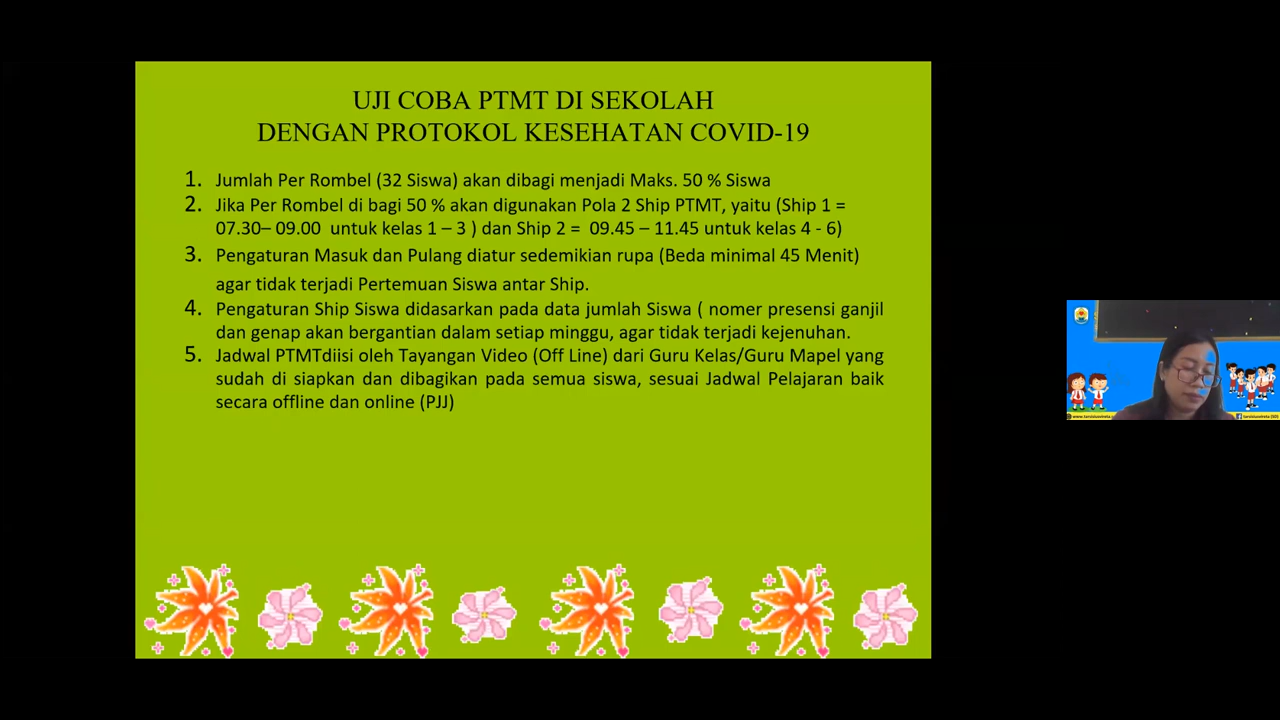 UJI COBA PTMT DI SEKOLAH
DENGAN PROTOKOL KESEHATAN COVID-19
1. Jumlah Per Rombel (32 Siswa) akan dibagi menjadi Maks. 50 % Siswa
2. Jika Per Rombel di bagi 50 % akan digunakan Pola 2 Ship PTMT, yaitu (Ship 1 =
07.30– 09.00 untuk kelas 1 – 3 ) dan Ship 2 = 09.45 – 11.45 untuk kelas 4 - 6)
3. Pengaturan Masuk dan Pulang diatur sedemikian rupa (Beda minimal 45 Menit)
agar tidak terjadi Pertemuan Siswa antar Ship.
4. Pengaturan Ship Siswa didasarkan pada data jumlah Siswa ( nomer presensi ganjil
dan genap akan bergantian dalam setiap minggu, agar tidak terjadi kejenuhan.
5. Jadwal PTMTdiisi oleh Tayangan Video (Off Line) dari Guru Kelas/Guru Mapel yang
sudah di siapkan dan dibagikan pada semua siswa, sesuai Jadwal Pelajaran baik
secara offline dan online (PJJ)